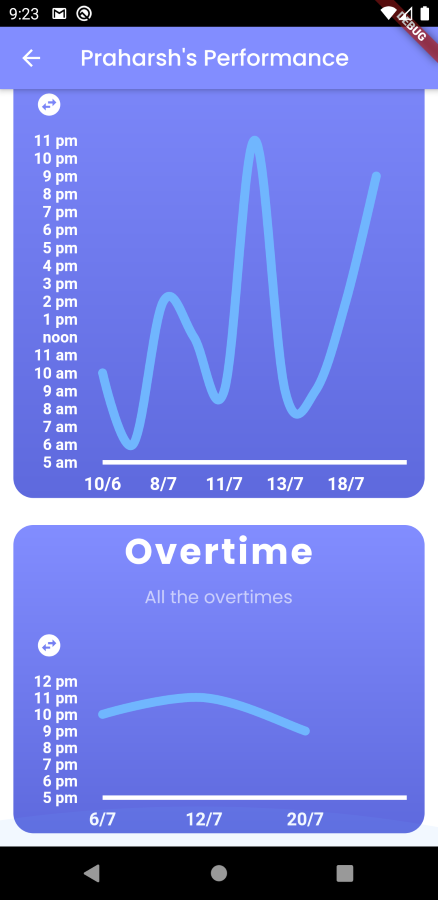 9:23
DEBUG
Praharsh's Performance
11 pm
10 pm
9 pm
8 pm
7 pm
6 pm
5 pm
4 pm
3 pm
2 pm
1 pm
noon
11 am
10 am
9 am
8 am
7 am
6 am
5 am
10/6 8/7 11/7 13/7 18/7
Overtime
All the overtimes
12 pm
11 pm
10 pm
9 pm
8 pm
7 pm
6 pm
5 pm
6/7 12/7 20/7